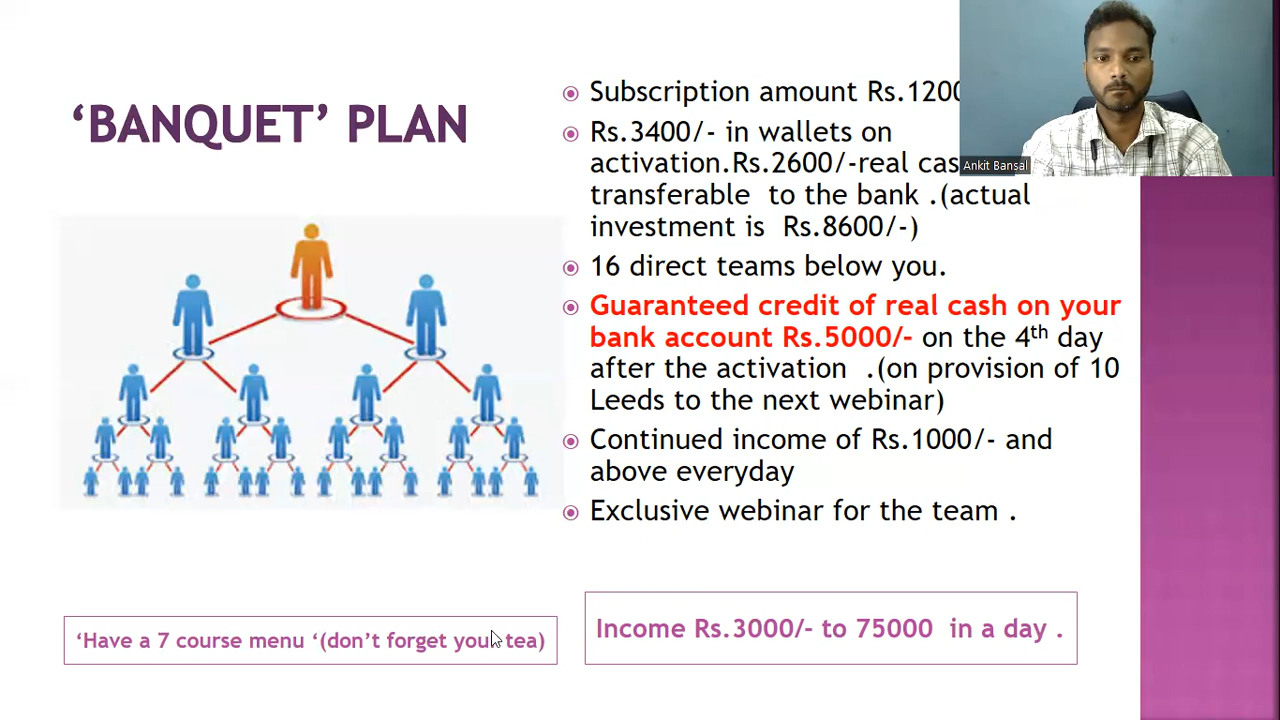 ‘BANQUET’ PLAN
Subscription amount Rs.1200
Rs.3400/- in wallets on
activation.Rs.2600/-real cas
transferable to the bank .(actual
investment is Rs.8600/-)
16 direct teams below you.
Guaranteed credit of real cash on your
bank account Rs.5000/- on the 4th day
after the activation .(on provision of 10
Leeds to the next webinar)
Continued income of Rs.1000/- and
above everyday
Exclusive webinar for the team .
‘Have a 7 course menu ‘(don’t forget your tea)
Income Rs.3000/- to 75000 in a day .
Ankit Bansal